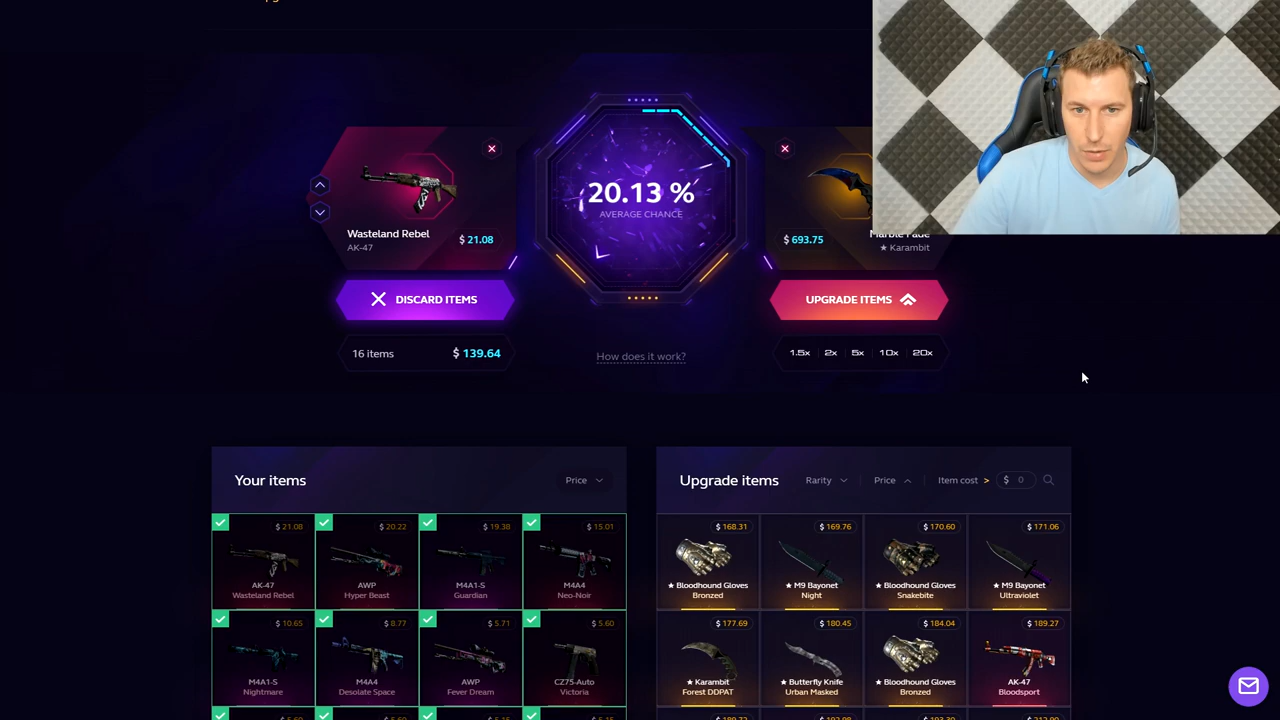 20.13 %
AVERAGE CHANCE
Wasteland Rebel
AK-47
$ 21.08
$ 693.75
Marble Fade
★ Karambit
DISCARD ITEMS
UPGRADE ITEMS
16 items
$ 139.64
How does it work?
1.5x 2x 5x 10x 20x
Your items
Price
Upgrade items
Rarity
Price
Item cost >
$ 0
$ 21.08
AK-47
Wasteland Rebel
$ 20.22
AWP
Hyper Beast
$ 19.38
M4A1-S
Guardian
$ 15.01
M4A4
Neo-Noir
$ 168.31
★ Bloodhound Gloves
Bronzed
$ 169.76
★ M9 Bayonet
Night
$ 170.60
★ Bloodhound Gloves
Snakebite
$ 171.06
★ M9 Bayonet
Ultraviolet
$ 10.65
M4A1-S
Nightmare
$ 8.77
M4A4
Desolate Space
$ 5.71
AWP
Fever Dream
$ 5.60
CZ75-Auto
Victoria
$ 177.69
★ Karambit
Forest DDPAT
$ 180.45
★ Butterfly Knife
Urban Masked
$ 184.04
★ Bloodhound Gloves
Bronzed
$ 189.27
AK-47
Bloodsport